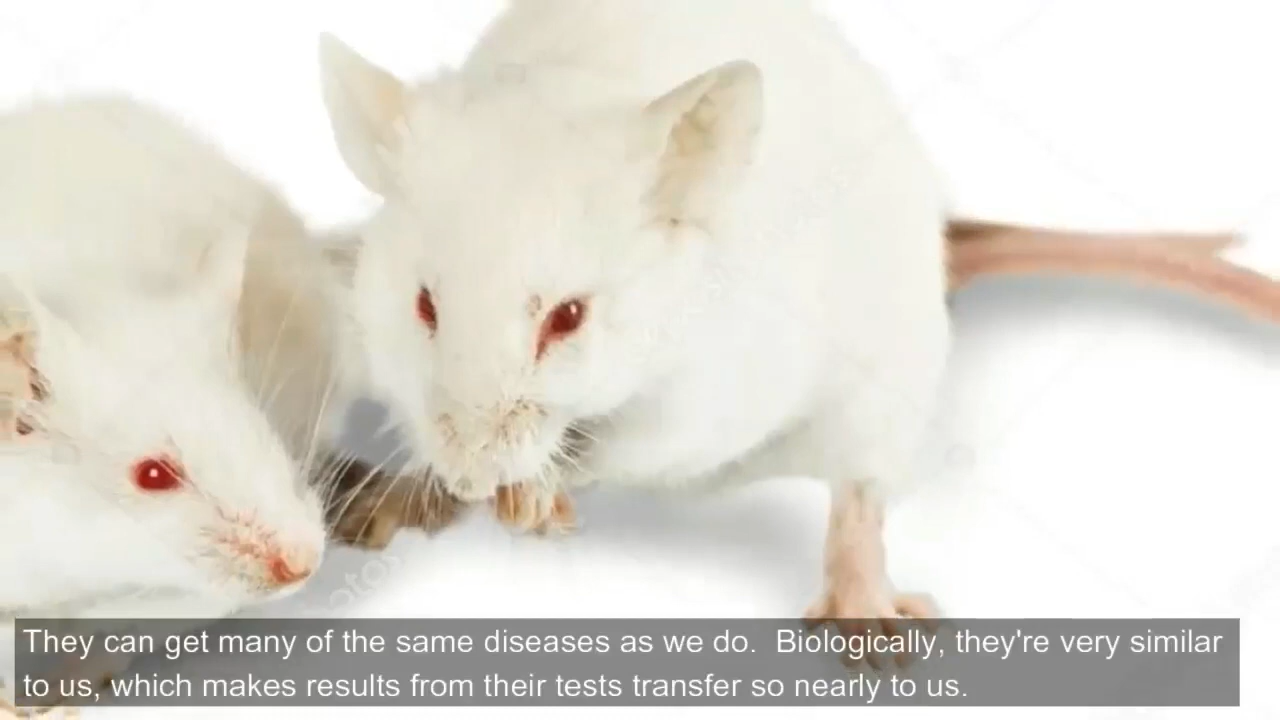 They can get many of the same diseases as we do.  Biologically, they're very similar
to us, which makes results from their tests transfer so nearly to us.